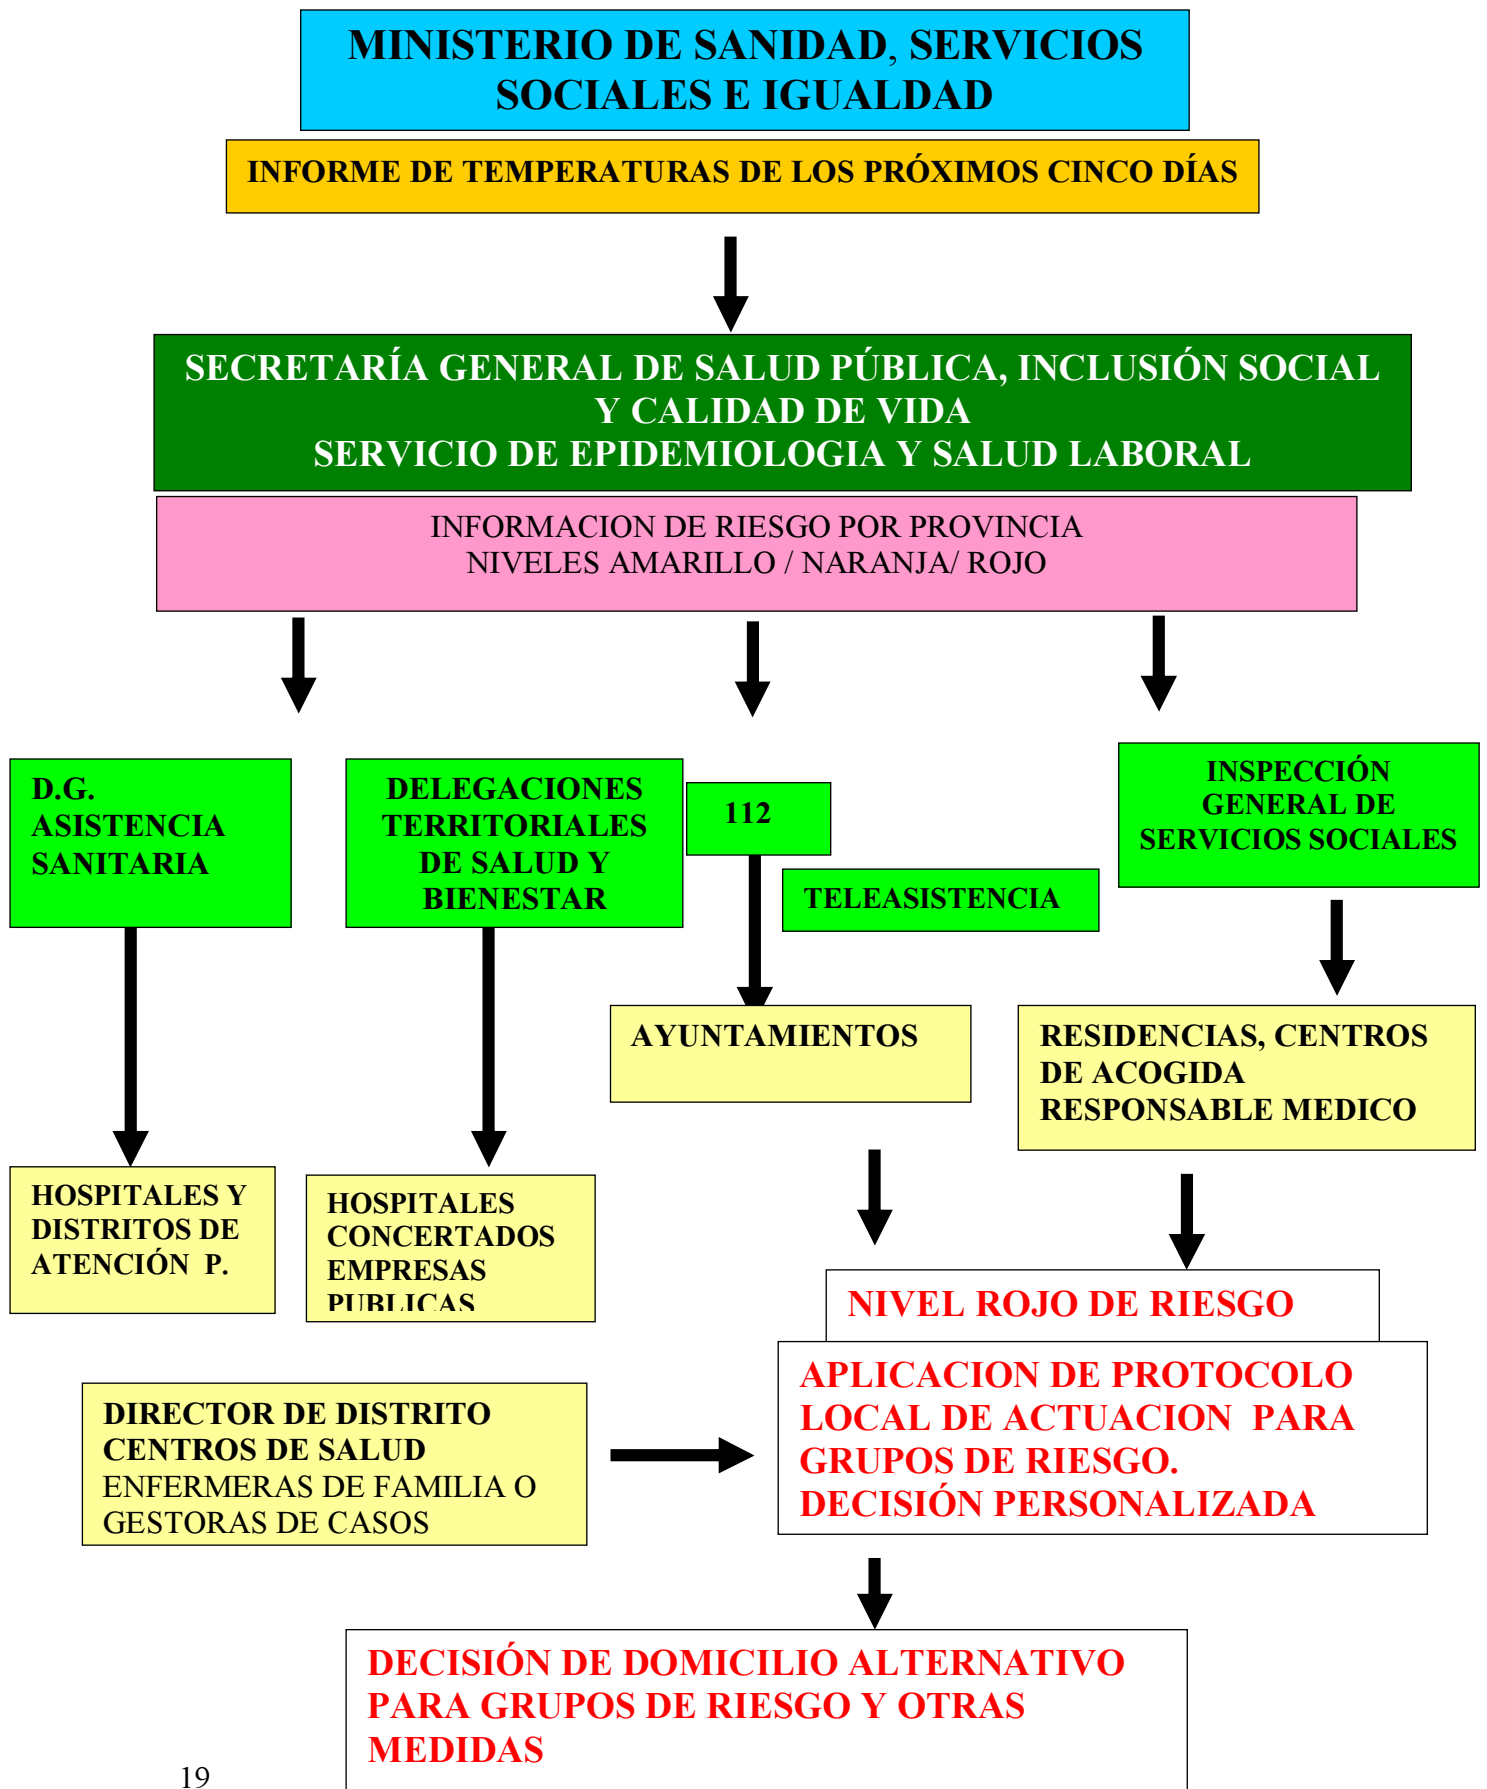 MINISTERIO DE SANIDAD, SERVICIOS
SOCIALES E IGUALDAD
INFORME DE TEMPERATURAS DE LOS PRÓXIMOS CINCO DÍAS
SECRETARÍA GENERAL DE SALUD PÚBLICA, INCLUSIÓN SOCIAL
Y CALIDAD DE VIDA
SERVICIO DE EPIDEMIOLOGIA Y SALUD LABORAL
INFORMACION DE RIESGO POR PROVINCIA
NIVELES AMARILLO / NARANJA/ ROJO
D.G.
ASISTENCIA
SANITARIA
DELEGACIONES
TERRITORIALES
DE SALUD Y
BIENESTAR
112
TELEASISTENCIA
INSPECCIÓN
GENERAL DE
SERVICIOS SOCIALES
AYUNTAMIENTOS
RESIDENCIAS, CENTROS
DE ACOGIDA
RESPONSABLE MEDICO
HOSPITALES Y
DISTRITOS DE
ATENCIÓN P.
HOSPITALES
CONCERTADOS
EMPRESAS
PUBLICAS
NIVEL ROJO DE RIESGO
APLICACION DE PROTOCOLO
LOCAL DE ACTUACION PARA
GRUPOS DE RIESGO.
DECISIÓN PERSONALIZADA
DIRECTOR DE DISTRITO
CENTROS DE SALUD
ENFERMERAS DE FAMILIA O
GESTORAS DE CASOS
DECISIÓN DE DOMICILIO ALTERNATIVO
PARA GRUPOS DE RIESGO Y OTRAS
MEDIDAS
19